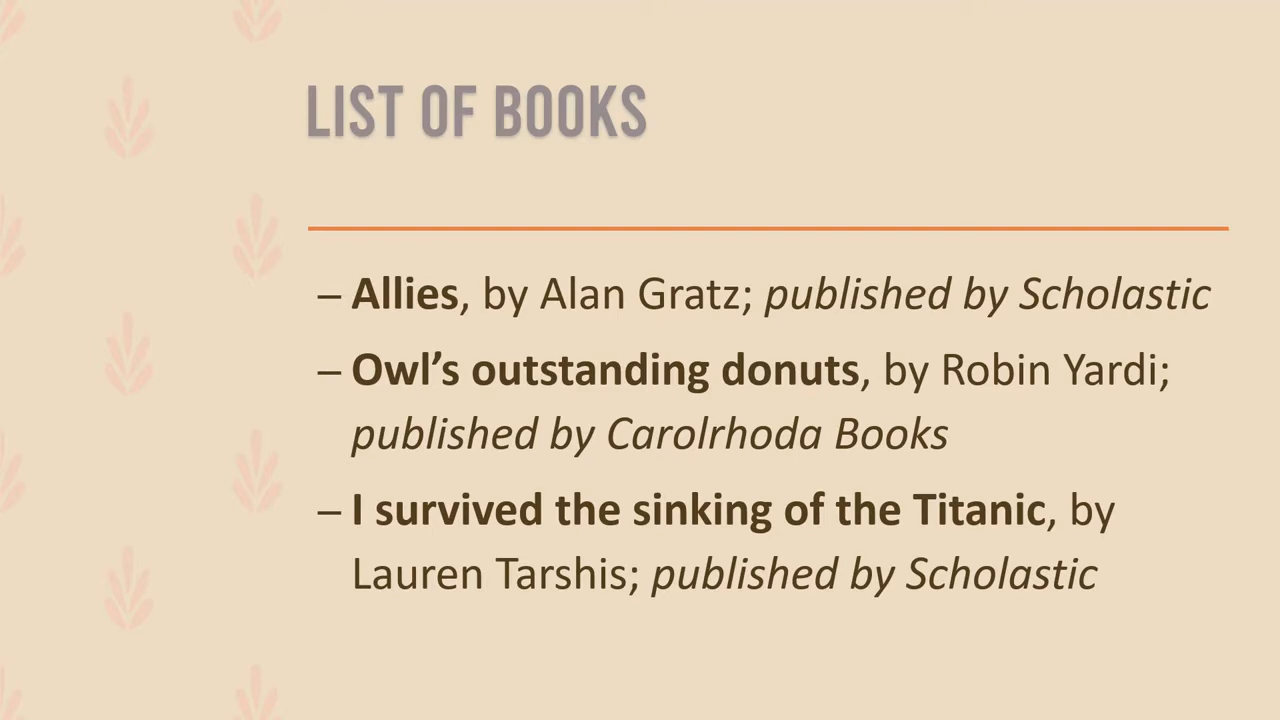 LIST OF BOOKS
– Allies, by Alan Gratz; published by Scholastic
– Owl’s outstanding donuts, by Robin Yardi;
published by Carolrhoda Books
– I survived the sinking of the Titanic, by
Lauren Tarshis; published by Scholastic